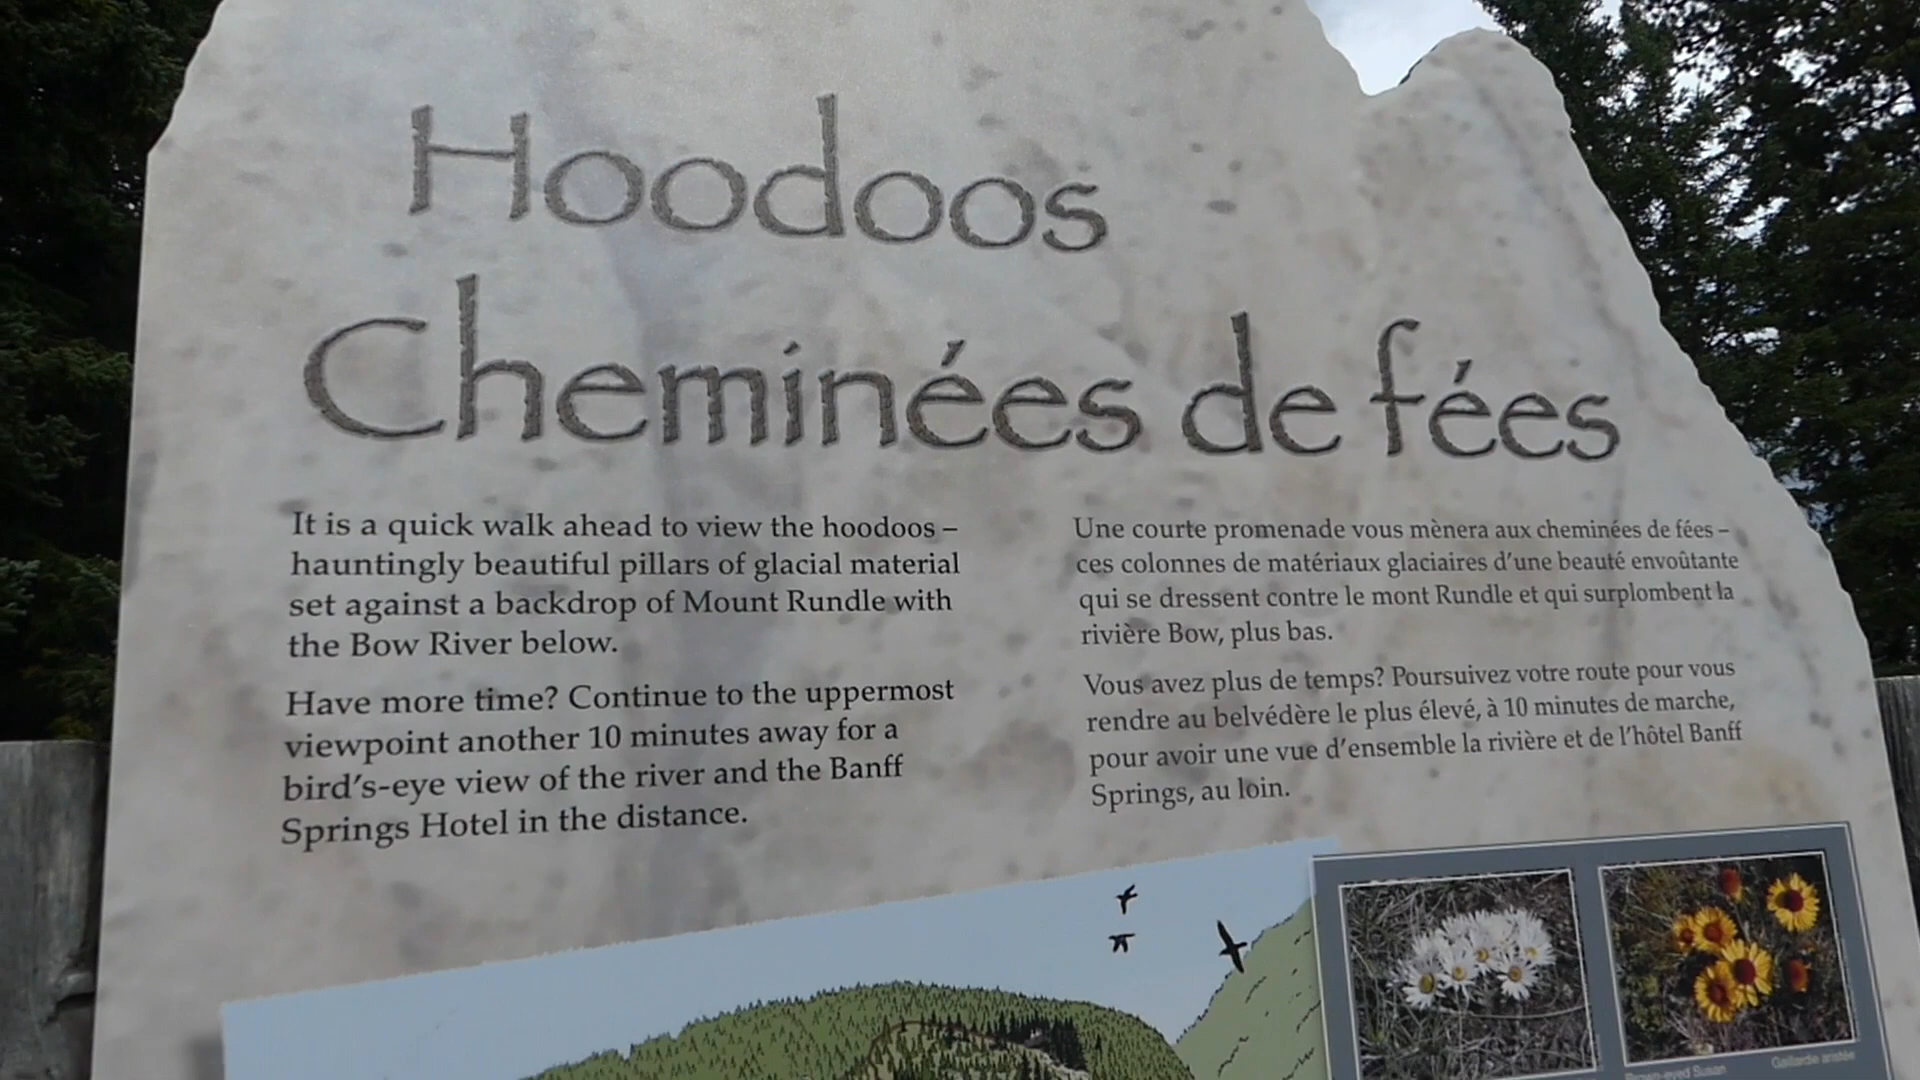 Hoodoos
Cheminées de fées
It is a quick walk ahead to view the hoodoos –
hauntingly beautiful pillars of glacial material
set against a backdrop of Mount Rundle with
the Bow River below.
Have more time? Continue to the uppermost
viewpoint another 10 minutes away for a
bird's-eye view of the river and the Banff
Springs Hotel in the distance.
Une courte promenade vous mènera aux cheminées de fées –
ces colonnes de matériaux glaciaires d'une beauté envoûtante
qui se dressent contre le mont Rundle et qui surplombent la
rivière Bow, plus bas.
Vous avez plus de temps? Poursuivez votre route pour vous
rendre au belvédère le plus élevé, à 10 minutes de marche,
pour avoir une vue d'ensemble la rivière et de l'hôtel Banff
Springs, au loin.
Brown-eyed Susan
Gaillardie aristée